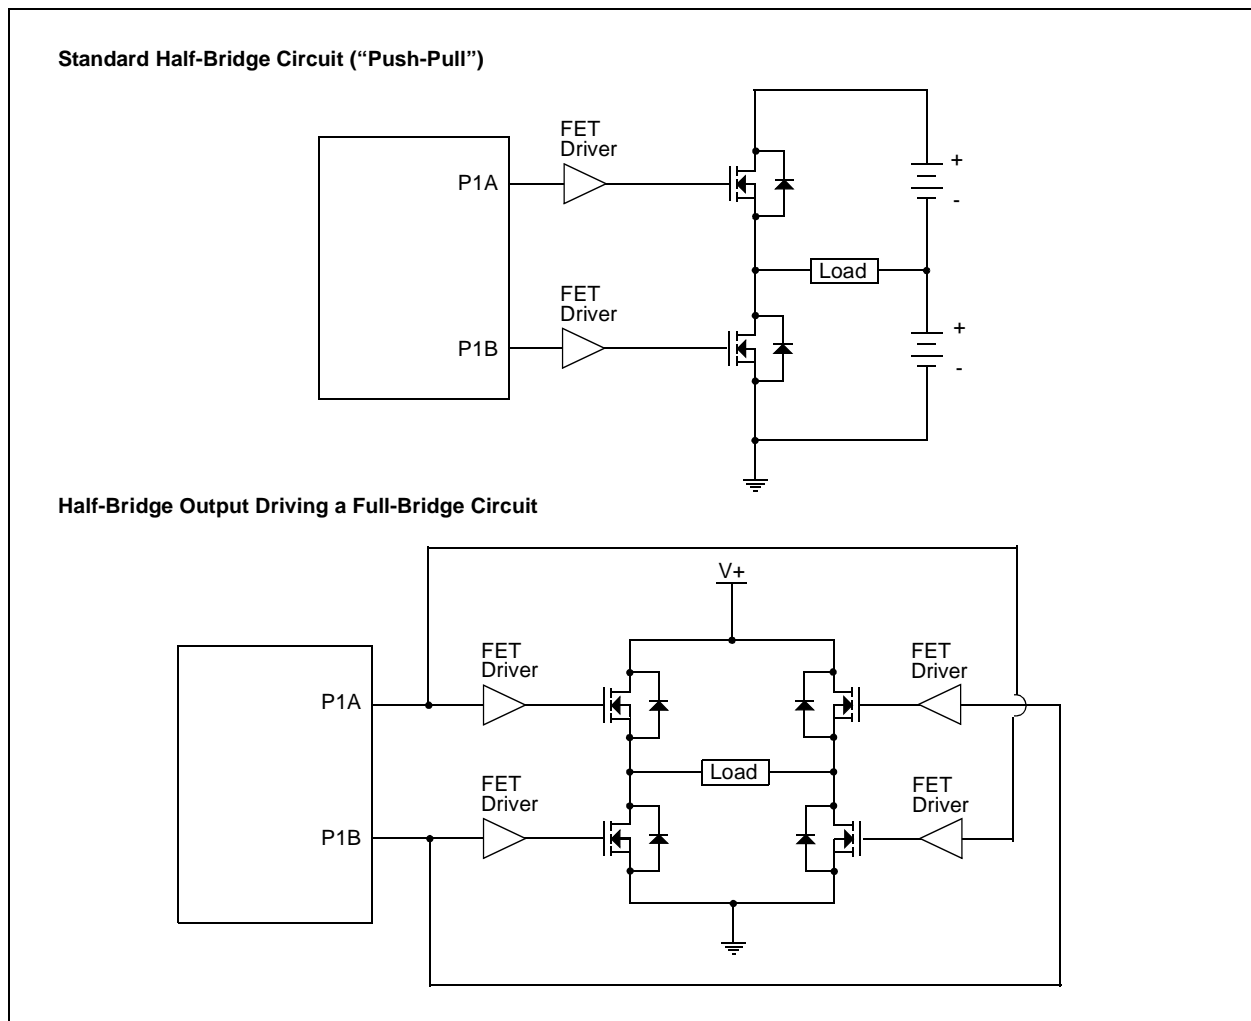 Standard Half-Bridge Circuit (“Push-Pull”)
FET
Driver
P1A
+
-
Load
FET
Driver
P1B
+
-
Half-Bridge Output Driving a Full-Bridge Circuit
V+
FET
Driver
FET
Driver
P1A
Load
FET
Driver
FET
Driver
P1B